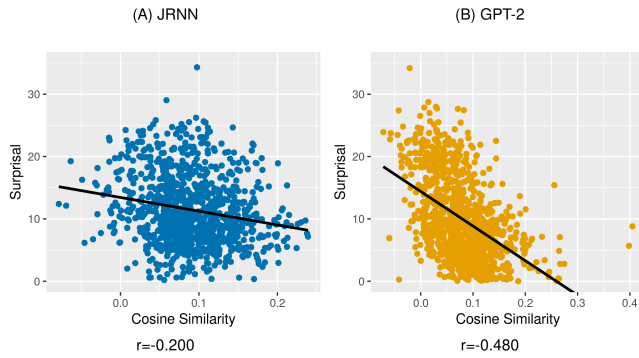 (A) JRNN
30
20
10
0
Surprisal
0.0 0.1 0.2
Cosine Similarity
r=-0.200
(B) GPT-2
30
20
10
0
Surprisal
0.0 0.1 0.2 0.3 0.4
Cosine Similarity
r=-0.480